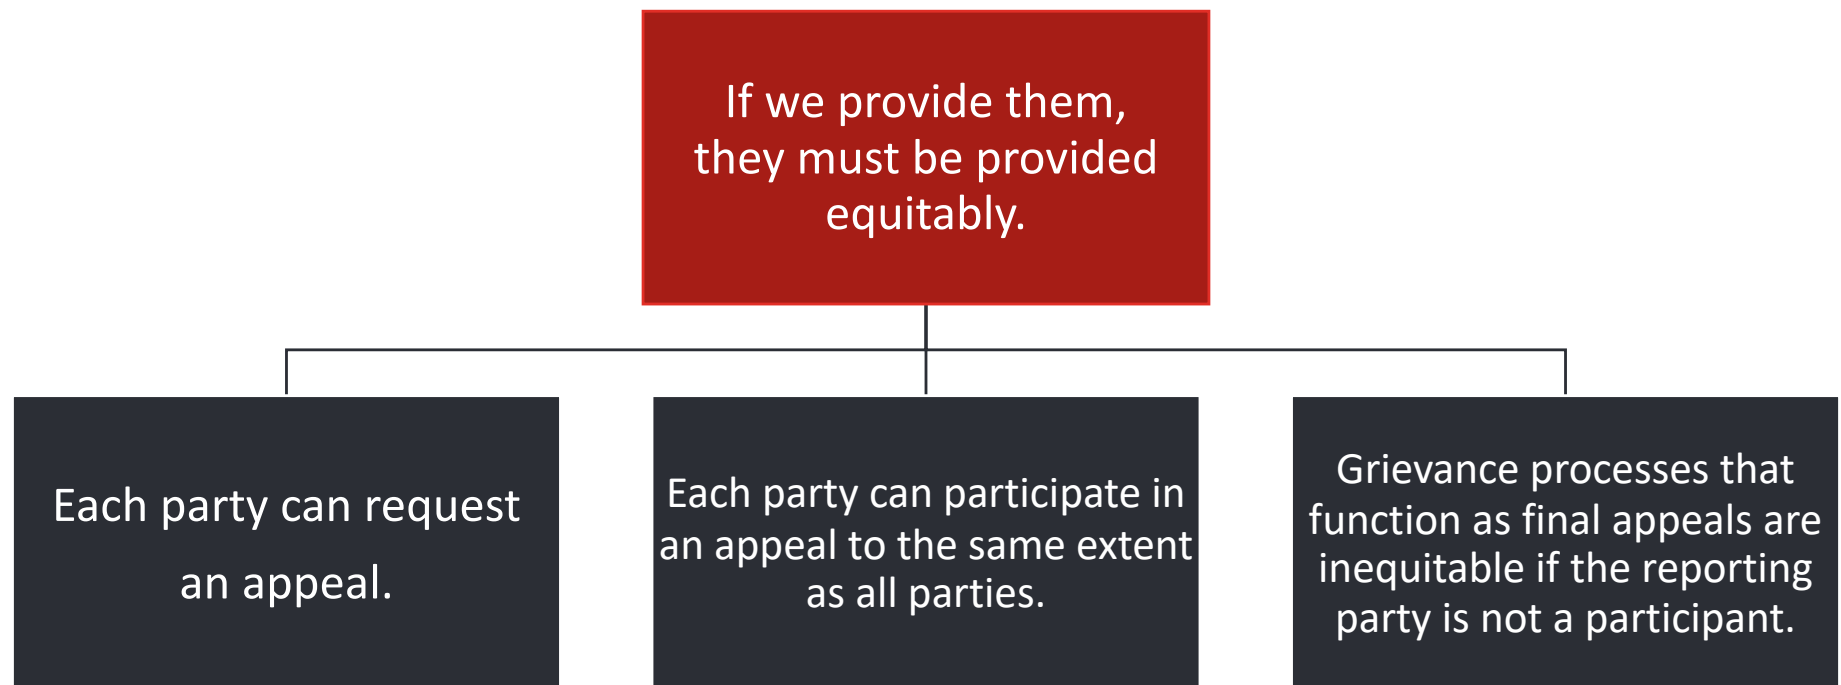 If we provide them,
they must be provided
equitably.
Each party can request
an appeal.
Each party can participate in
an appeal to the same extent
as all parties.
Grievance processes that
function as final appeals are
inequitable if the reporting
party is not a participant.